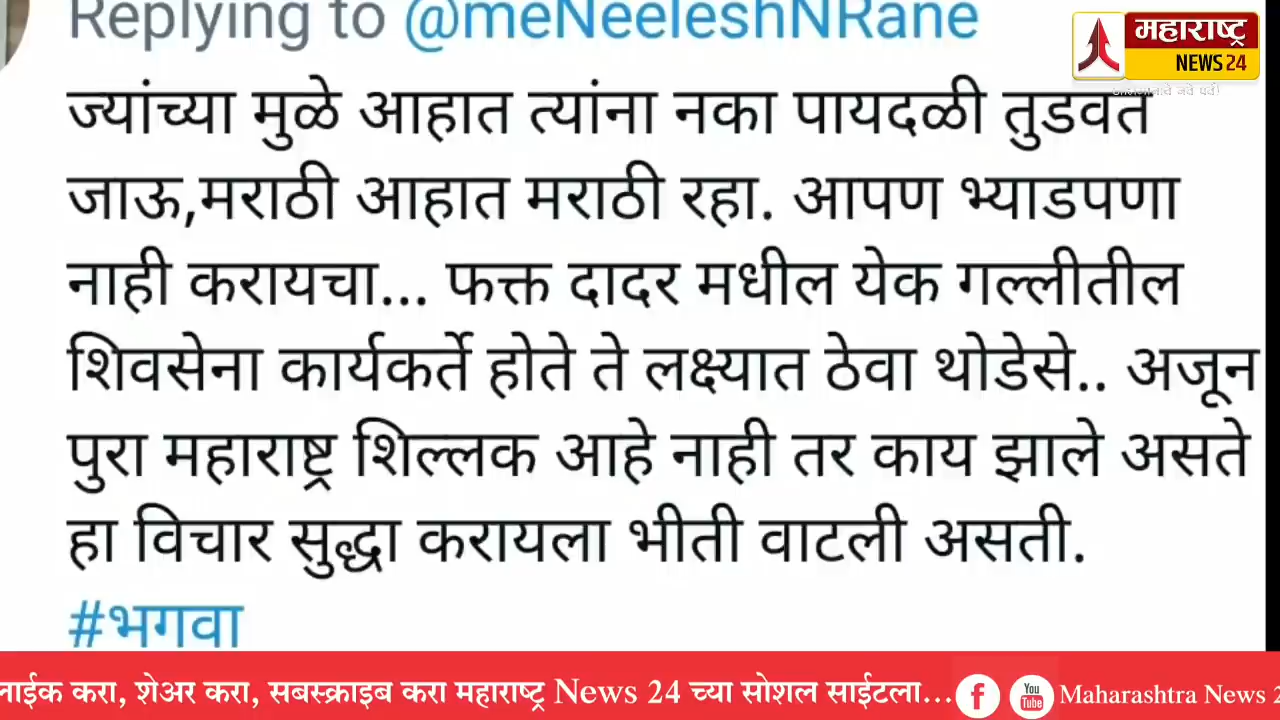 Replying to @meNeeleshNRane
महाराष्ट्र
NEWS 24
ज्यांच्या मुळे आहात त्यांना नका पायदळी तुडवत
जाऊ,मराठी आहात मराठी रहा. आपण भ्याडपणा
नाही करायचा... फक्त दादर मधील येक गल्लीतील
शिवसेना कार्यकर्ते होते ते लक्ष्यात ठेवा थोडेसे.. अजून
पुरा महाराष्ट्र शिल्लक आहे नाही तर काय झाले असते
हा विचार सुद्धा करायला भीती वाटली असती.
#भगवा
लाईक करा, शेअर करा, सबस्क्राइब करा महाराष्ट्र News 24 च्या सोशल साईटला... f You Tube Maharashtra News 2